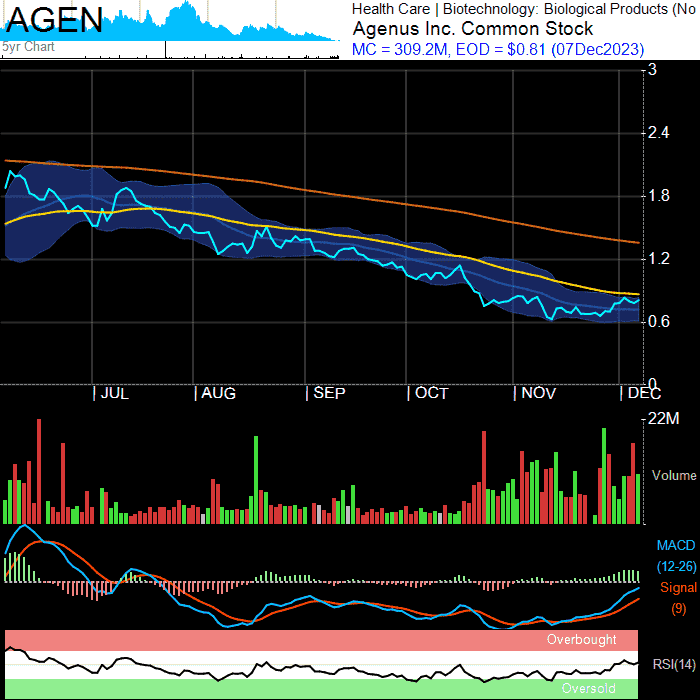 AGEN
5yr Chart
Health Care | Biotechnology: Biological Products (No
Agenus Inc. Common Stock
MC = 309.2M, EOD = $0.81 (07Dec2023)
3
2.4
1.8
1.2
0.6
0
JUL AUG SEP OCT NOV DEC
22M
Volume
MACD
(12-26)
Signal
(9)
Overbought
RSI(14)
Oversold